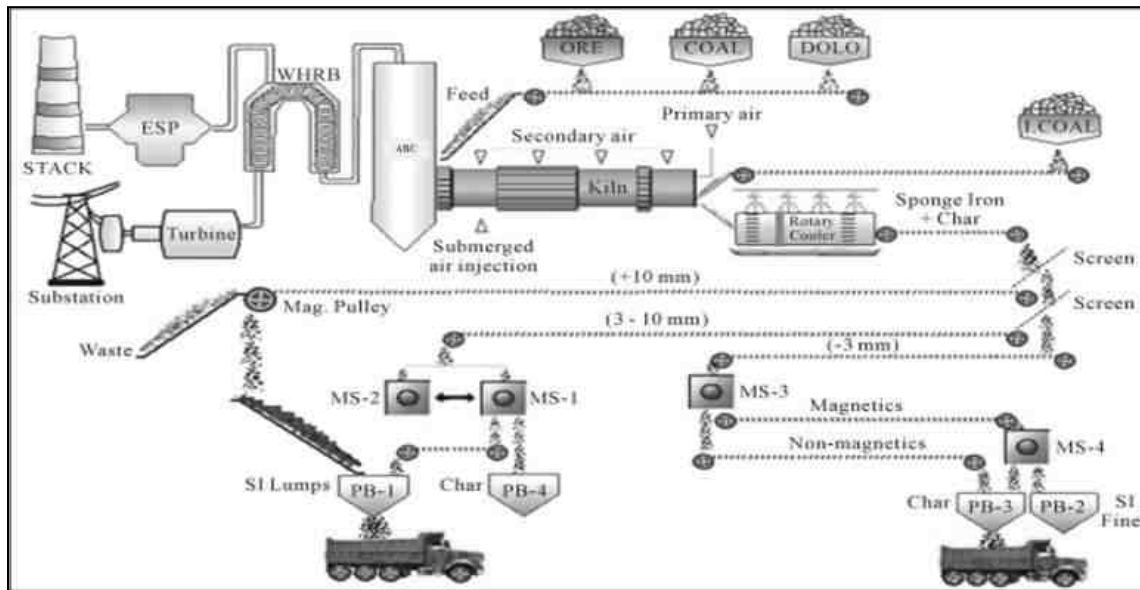 ORE
COAL
DOLO
WHRB
Feed
ESP
Primary air
Secondary air
I.COAL
ABC
STACK
Kiln
Sponge Iron
+ Char
Rotary
Cooler
Turbine
Submerged
air injection
Screen
Substation
(+10 mm)
Mag. Pulley
Screen
(3 - 10 mm)
Waste
(-3 mm)
MS-2
MS-1
MS-3
Magnetics
Non-magnetics
MS-4
SI Lumps
PB-1
Char
PB-4
Char
PB-3
PB-2
SI
Fine